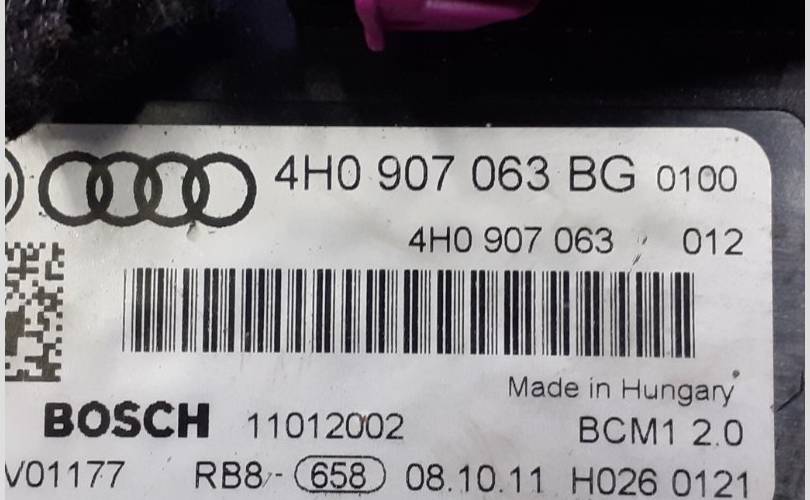 4H0 907 063 BG 0100
4H0 907 063 012
Made in Hungary
BOSCH 11012002 BCM1 2.0
V01177 RB8- 658 08.10.11 H026 0121